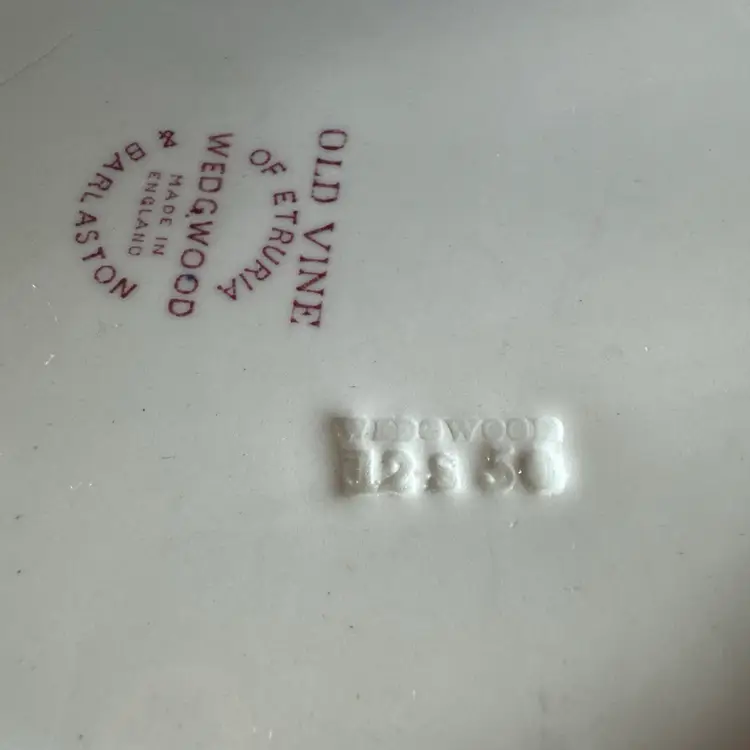 OLD VINE
OF ETRURIA
WEDGWOOD
MADE IN
ENGLAND
& BARLASTON
WEDGWOOD